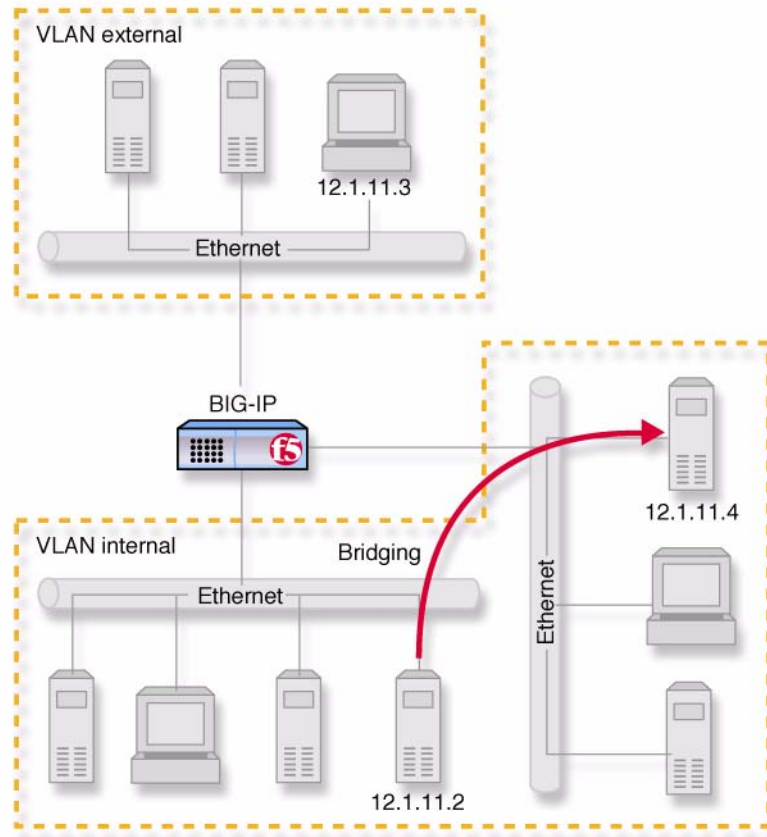 VLAN external
12.1.11.3
Ethernet
BIG-IP
f5
12.1.11.4
VLAN internal
Bridging
Ethernet
Ethernet
12.1.11.2